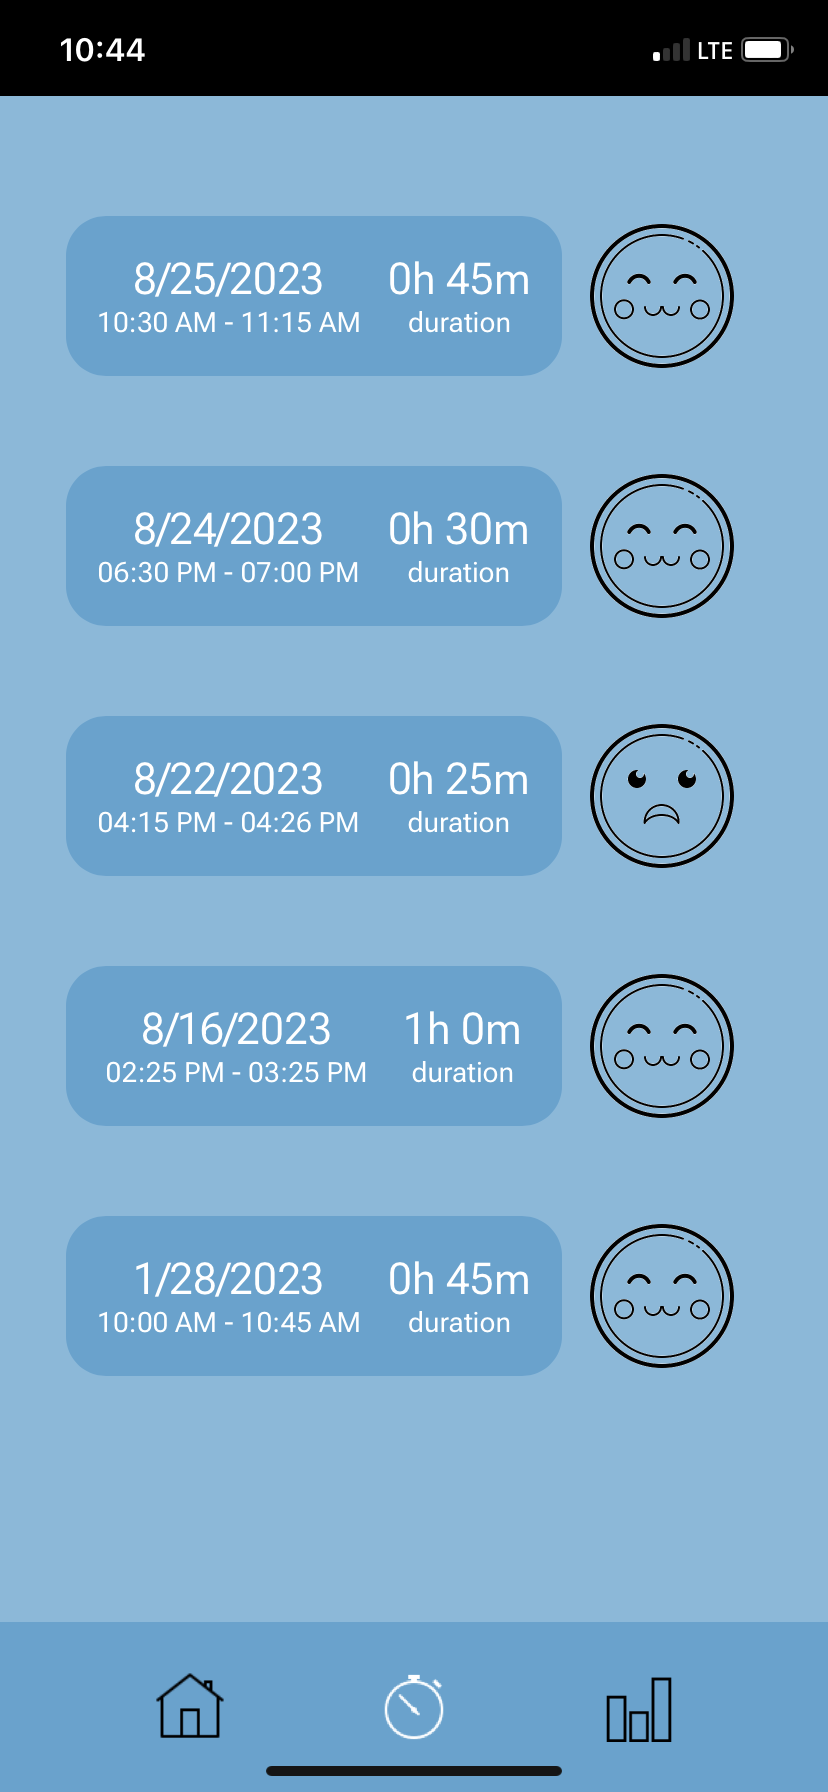 10:44
LTE
8/25/2023 0h 45m
10:30 AM - 11:15 AM duration
8/24/2023 0h 30m
06:30 PM - 07:00 PM duration
8/22/2023 0h 25m
04:15 PM - 04:26 PM duration
8/16/2023 1h 0m
02:25 PM - 03:25 PM duration
1/28/2023 0h 45m
10:00 AM - 10:45 AM duration